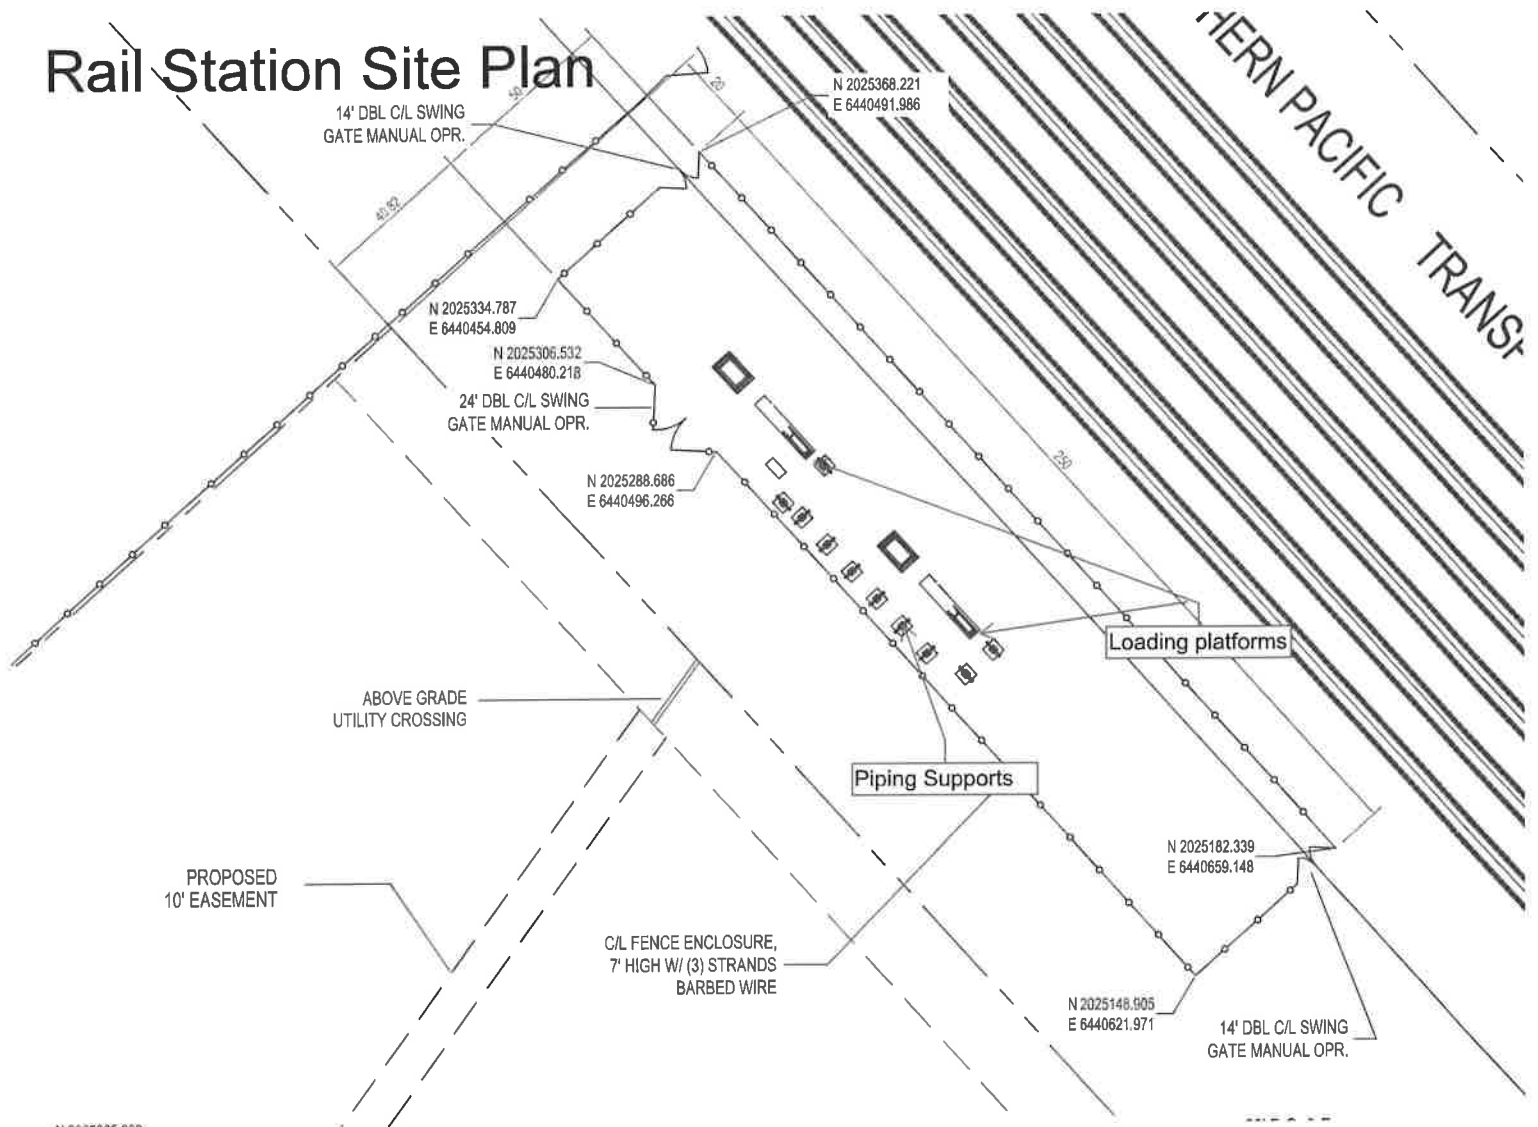 Rail Station Site Plan
14' DBL C/L SWING
GATE MANUAL OPR.
50
20
N 2025368.221
E 6440491.986
HERN PACIFIC TRANSP
40.92
N 2025334.787
E 6440454.809
N 2025306.532
E 6440480.218
24' DBL C/L SWING
GATE MANUAL OPR.
N 2025288.686
E 6440496.266
250
Loading platforms
ABOVE GRADE
UTILITY CROSSING
Piping Supports
PROPOSED
10' EASEMENT
C/L FENCE ENCLOSURE,
7' HIGH W/ (3) STRANDS
BARBED WIRE
N 2025182.339
E 6440659.148
N 2025148.905
E 6440621.971
14' DBL C/L SWING
GATE MANUAL OPR.